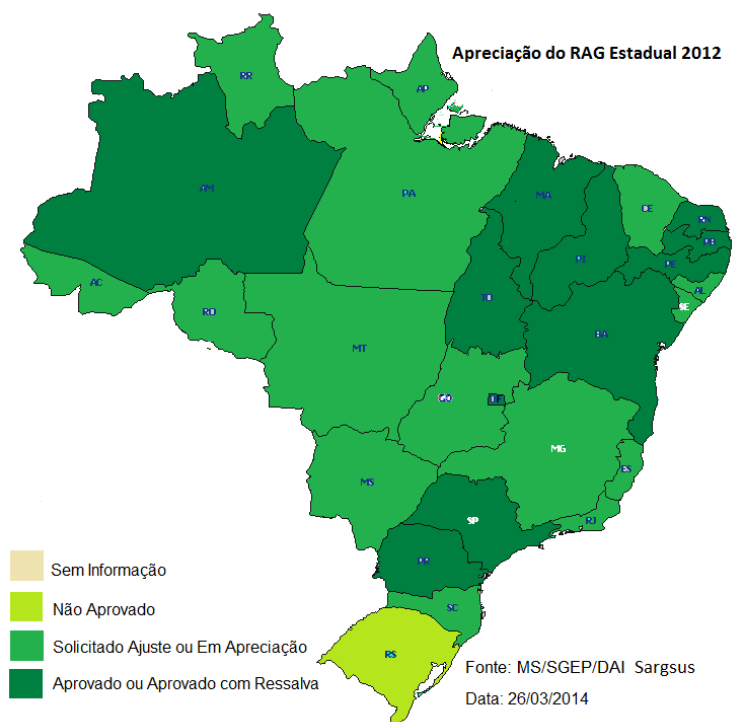 Apreciação do RAG Estadual 2012
RR
AP
AM
PA
MA
CE
RN
PB
PI
PE
AC
TO
AL
SE
RO
BA
MT
GO
DF
MG
MS
ES
SP
RJ
PR
SC
RS
Sem Informação
Não Aprovado
Solicitado Ajuste ou Em Apreciação
Aprovado ou Aprovado com Ressalva
Fonte: MS/SGEP/DAI Sargsus
Data: 26/03/2014